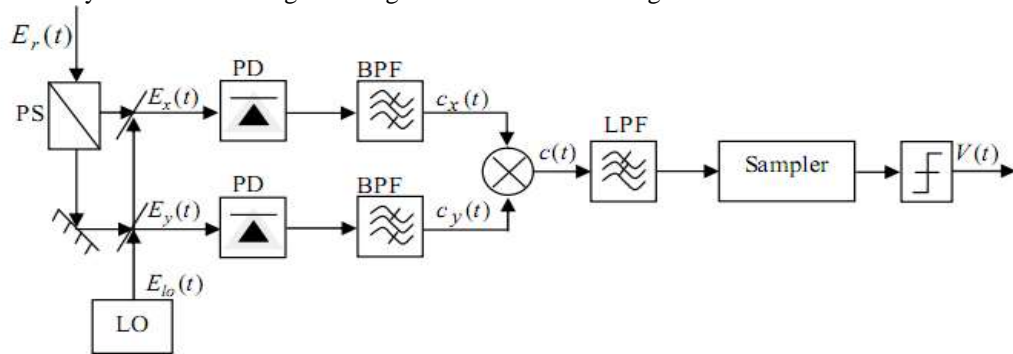 E_r(t)
PS
E_x(t)
PD
BPF
c_x(t)
E_y(t)
PD
BPF
c_y(t)
c(t)
LPF
Sampler
V(t)
E_lo(t)
LO